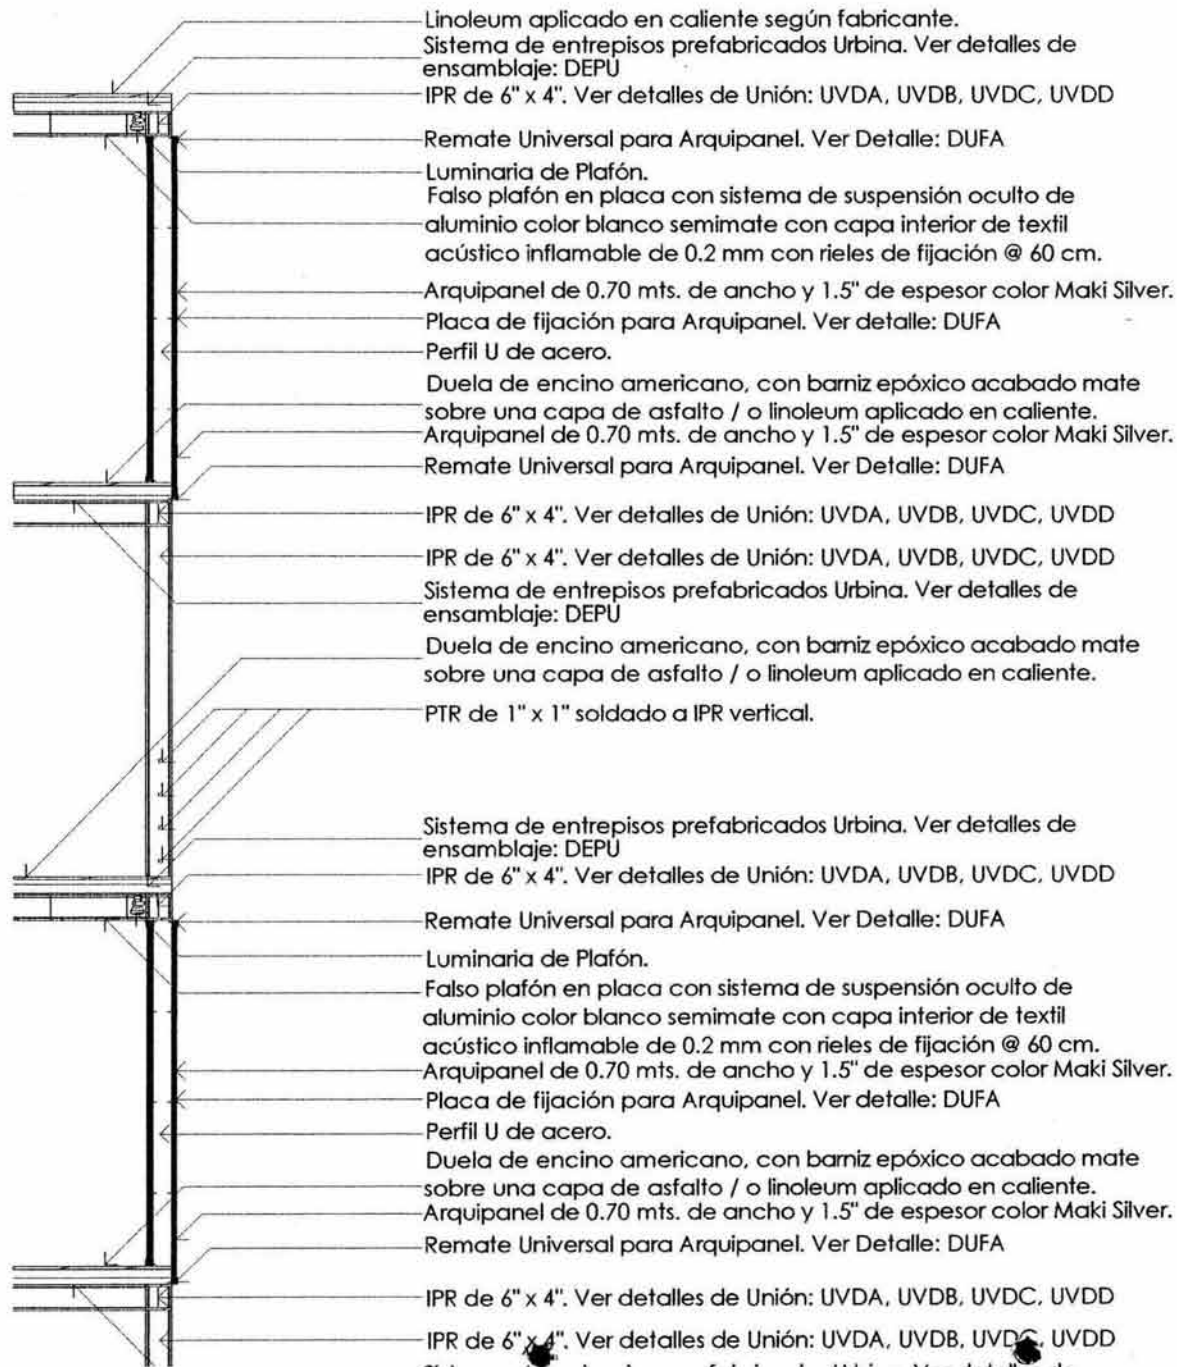 Linoleum aplicado en caliente según fabricante.
Sistema de entrepisos prefabricados Urbina. Ver detalles de
ensamblaje: DEPU
IPR de 6" x 4". Ver detalles de Unión: UVDA, UVDB, UVDC, UVDD
Remate Universal para Arquipanel. Ver Detalle: DUFA
Luminaria de Plafón.
Falso plafón en placa con sistema de suspensión oculto de
aluminio color blanco semimate con capa interior de textil
acústico inflamable de 0.2 mm con rieles de fijación @ 60 cm.
Arquipanel de 0.70 mts. de ancho y 1.5" de espesor color Maki Silver.
Placa de fijación para Arquipanel. Ver detalle: DUFA
Perfil U de acero.
Duela de encino americano, con barniz epóxico acabado mate
sobre una capa de asfalto / o linoleum aplicado en caliente.
Arquipanel de 0.70 mts. de ancho y 1.5" de espesor color Maki Silver.
Remate Universal para Arquipanel. Ver Detalle: DUFA
IPR de 6" x 4". Ver detalles de Unión: UVDA, UVDB, UVDC, UVDD
IPR de 6" x 4". Ver detalles de Unión: UVDA, UVDB, UVDC, UVDD
Sistema de entrepisos prefabricados Urbina. Ver detalles de
ensamblaje: DEPU
Duela de encino americano, con barniz epóxico acabado mate
sobre una capa de asfalto / o linoleum aplicado en caliente.
PTR de 1" x 1" soldado a IPR vertical.
Sistema de entrepisos prefabricados Urbina. Ver detalles de
ensamblaje: DEPU
IPR de 6" x 4". Ver detalles de Unión: UVDA, UVDB, UVDC, UVDD
Remate Universal para Arquipanel. Ver Detalle: DUFA
Luminaria de Plafón.
Falso plafón en placa con sistema de suspensión oculto de
aluminio color blanco semimate con capa interior de textil
acústico inflamable de 0.2 mm con rieles de fijación @ 60 cm.
Arquipanel de 0.70 mts. de ancho y 1.5" de espesor color Maki Silver.
Placa de fijación para Arquipanel. Ver detalle: DUFA
Perfil U de acero.
Duela de encino americano, con barniz epóxico acabado mate
sobre una capa de asfalto / o linoleum aplicado en caliente.
Arquipanel de 0.70 mts. de ancho y 1.5" de espesor color Maki Silver.
Remate Universal para Arquipanel. Ver Detalle: DUFA
IPR de 6" x 4". Ver detalles de Unión: UVDA, UVDB, UVDC, UVDD
IPR de 6" x 4". Ver detalles de Unión: UVDA, UVDB, UVDC, UVDD